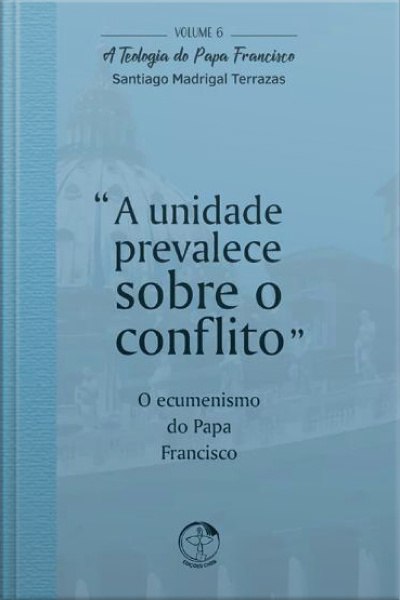 VOLUME 6
A Teologia do Papa Francisco
Santiago Madrigal Terrazas
“A unidade
prevalece
sobre o
conflito”
O ecumenismo
do Papa
Francisco
EDIÇÕES CNBB